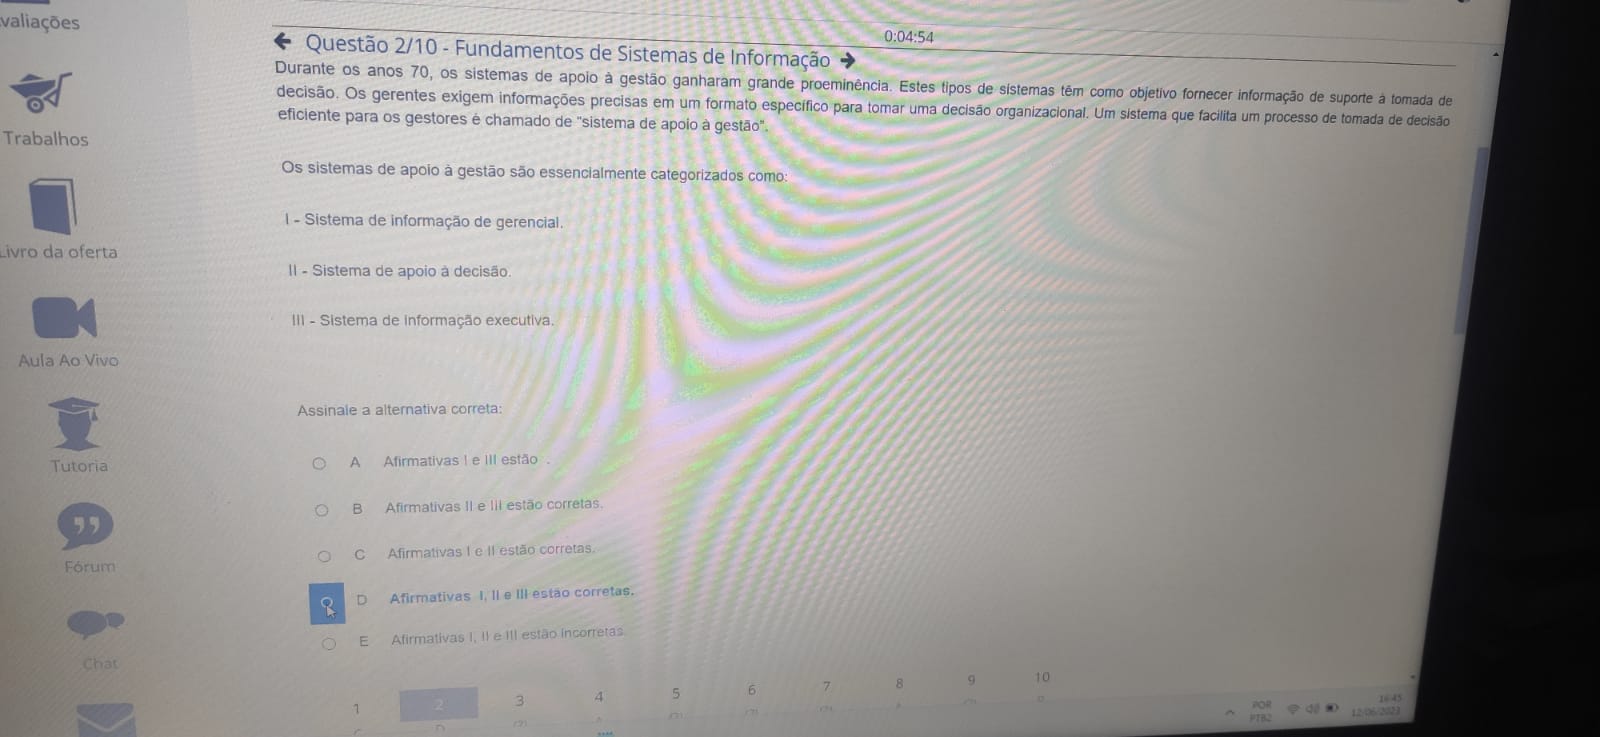 valiações
0:04:54
Questão 2/10 - Fundamentos de Sistemas de Informação
Durante os anos 70, os sistemas de apoio à gestão ganharam grande proeminência. Estes tipos de sistemas têm como objetivo fornecer informação de suporte à tomada de
decisão. Os gerentes exigem informações precisas em um formato específico para tomar uma decisão organizacional. Um sistema que facilita um processo de tomada de decisão
eficiente para os gestores é chamado de "sistema de apoio à gestão".
Trabalhos
Os sistemas de apoio à gestão são essencialmente categorizados como:
I - Sistema de informação de gerencial.
Livro da oferta
II - Sistema de apoio à decisão.
III - Sistema de informação executiva.
Aula Ao Vivo
Assinale a alternativa correta:
Tutoria
A Afirmativas I e III estão .
B Afirmativas II e III estão corretas.
C Afirmativas I e II estão corretas.
Fórum
D Afirmativas I, II e III estão corretas.
E Afirmativas I, II e III estão incorretas.
Chat
1 2 3 4 5 6 7 8 9 10
POR
PTB2
16:45
12/06/2023